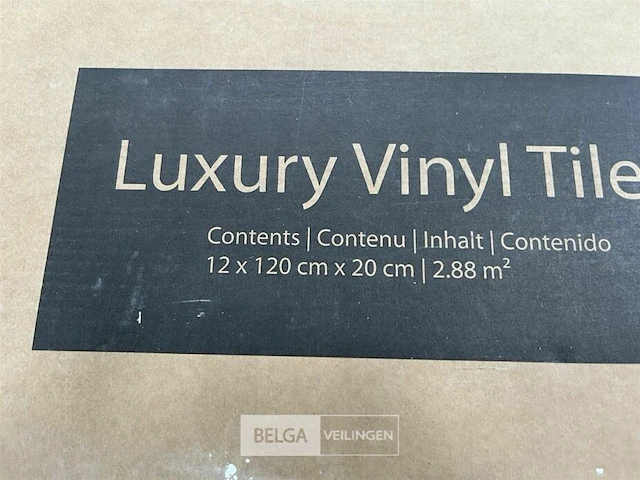 Luxury Vinyl Tile
Contents | Contenu | Inhalt | Contenido
12 x 120 cm x 20 cm | 2.88 m²
BELGA VEILINGEN